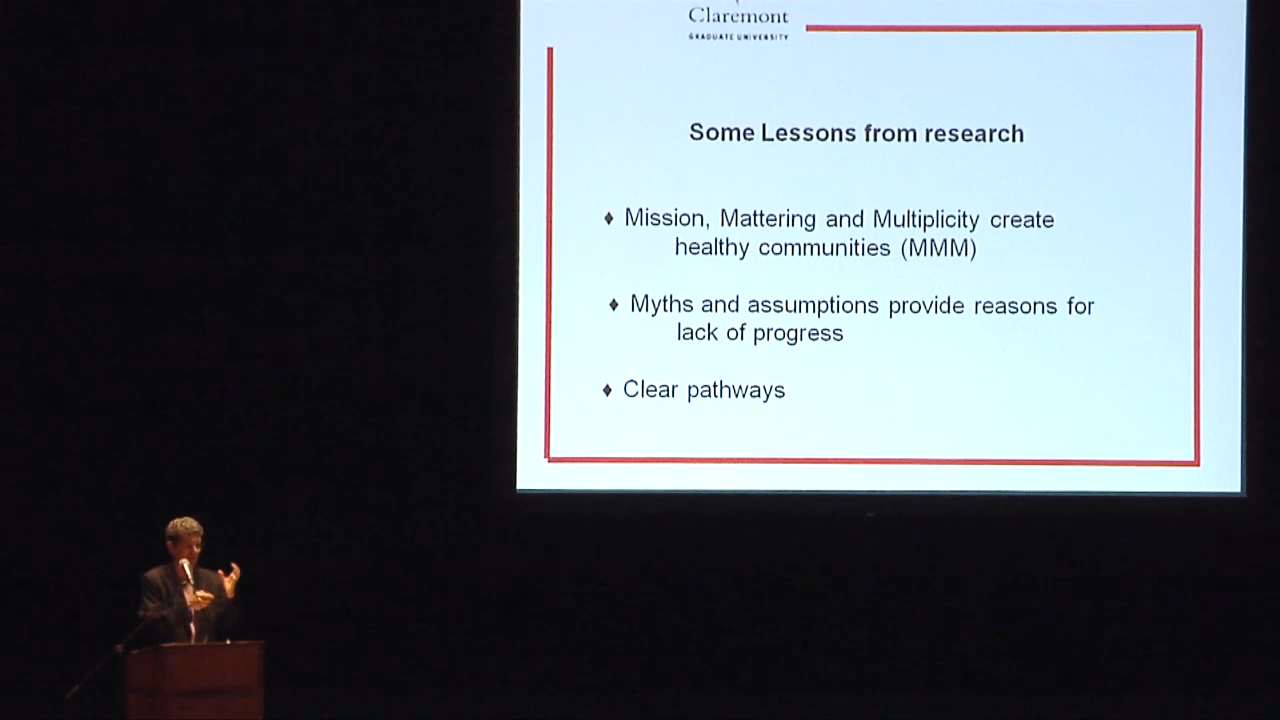 Claremont
GRADUATE UNIVERSITY
Some Lessons from research
♦ Mission, Mattering and Multiplicity create
healthy communities (MMM)
♦ Myths and assumptions provide reasons for
lack of progress
♦ Clear pathways